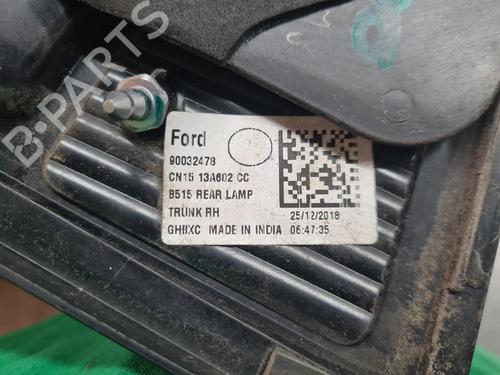 B-PARTS
Ford
90032478
CN15 13A602 CC
B515 REAR LAMP
TRUNK RH 25/12/2018
GHBXC MADE IN INDIA 06:47:35